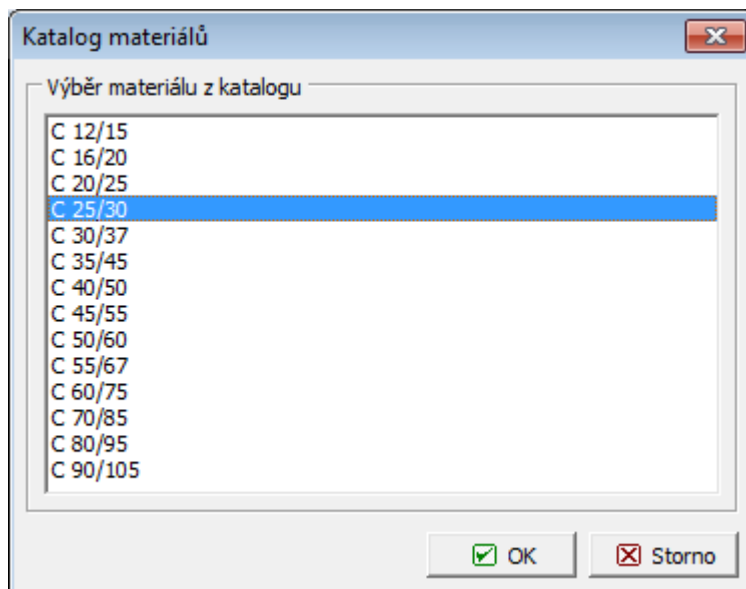 Katalog materiálů
Výběr materiálu z katalogu
C 12/15
C 16/20
C 20/25
C 25/30
C 30/37
C 35/45
C 40/50
C 45/55
C 50/60
C 55/67
C 60/75
C 70/85
C 80/95
C 90/105
OK Storno